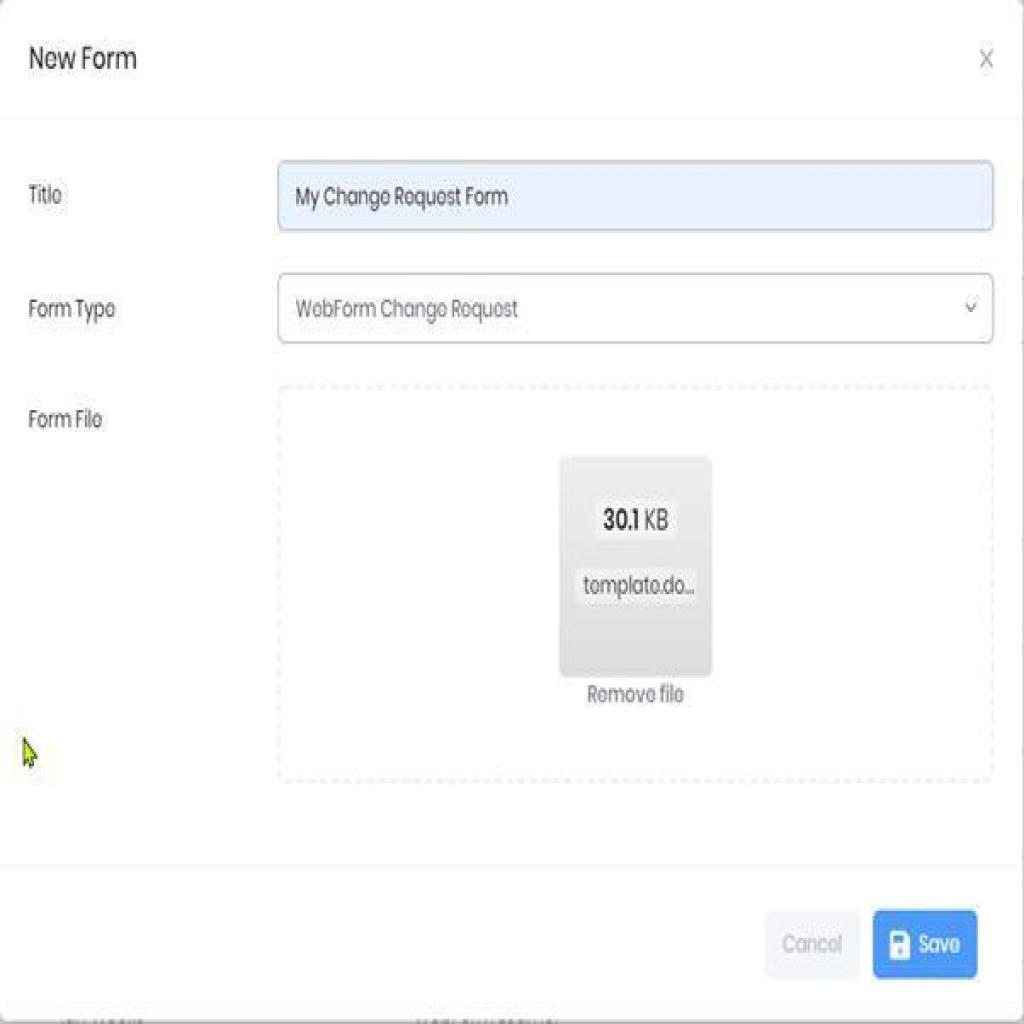 New Form
X
Title
My Change Request Form
Form Type
WebForm Change Request
Form File
30.1 KB
template.do...
Remove file
Cancel
Save